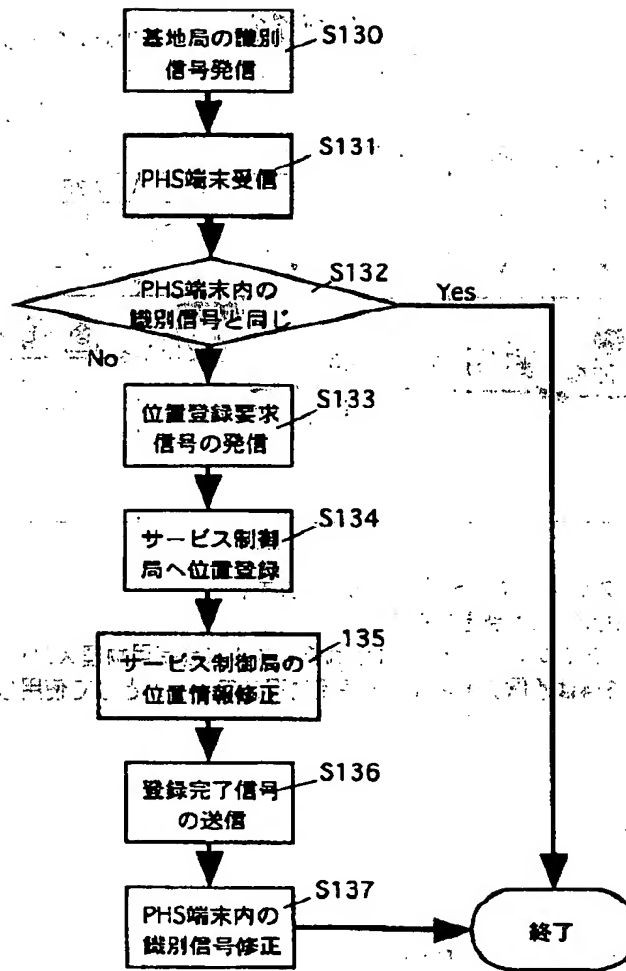 基地局の識別
信号発信
S130
PHS端末受信
S131
PHS端末内の
識別信号と同じ
S132
Yes
No
位置登録要求
信号の発信
S133
サービス制御
局へ位置登録
S134
サービス制御局の
位置情報修正
135
登録完了信号
の送信
S136
PHS端末内の
識別信号修正
S137
終了